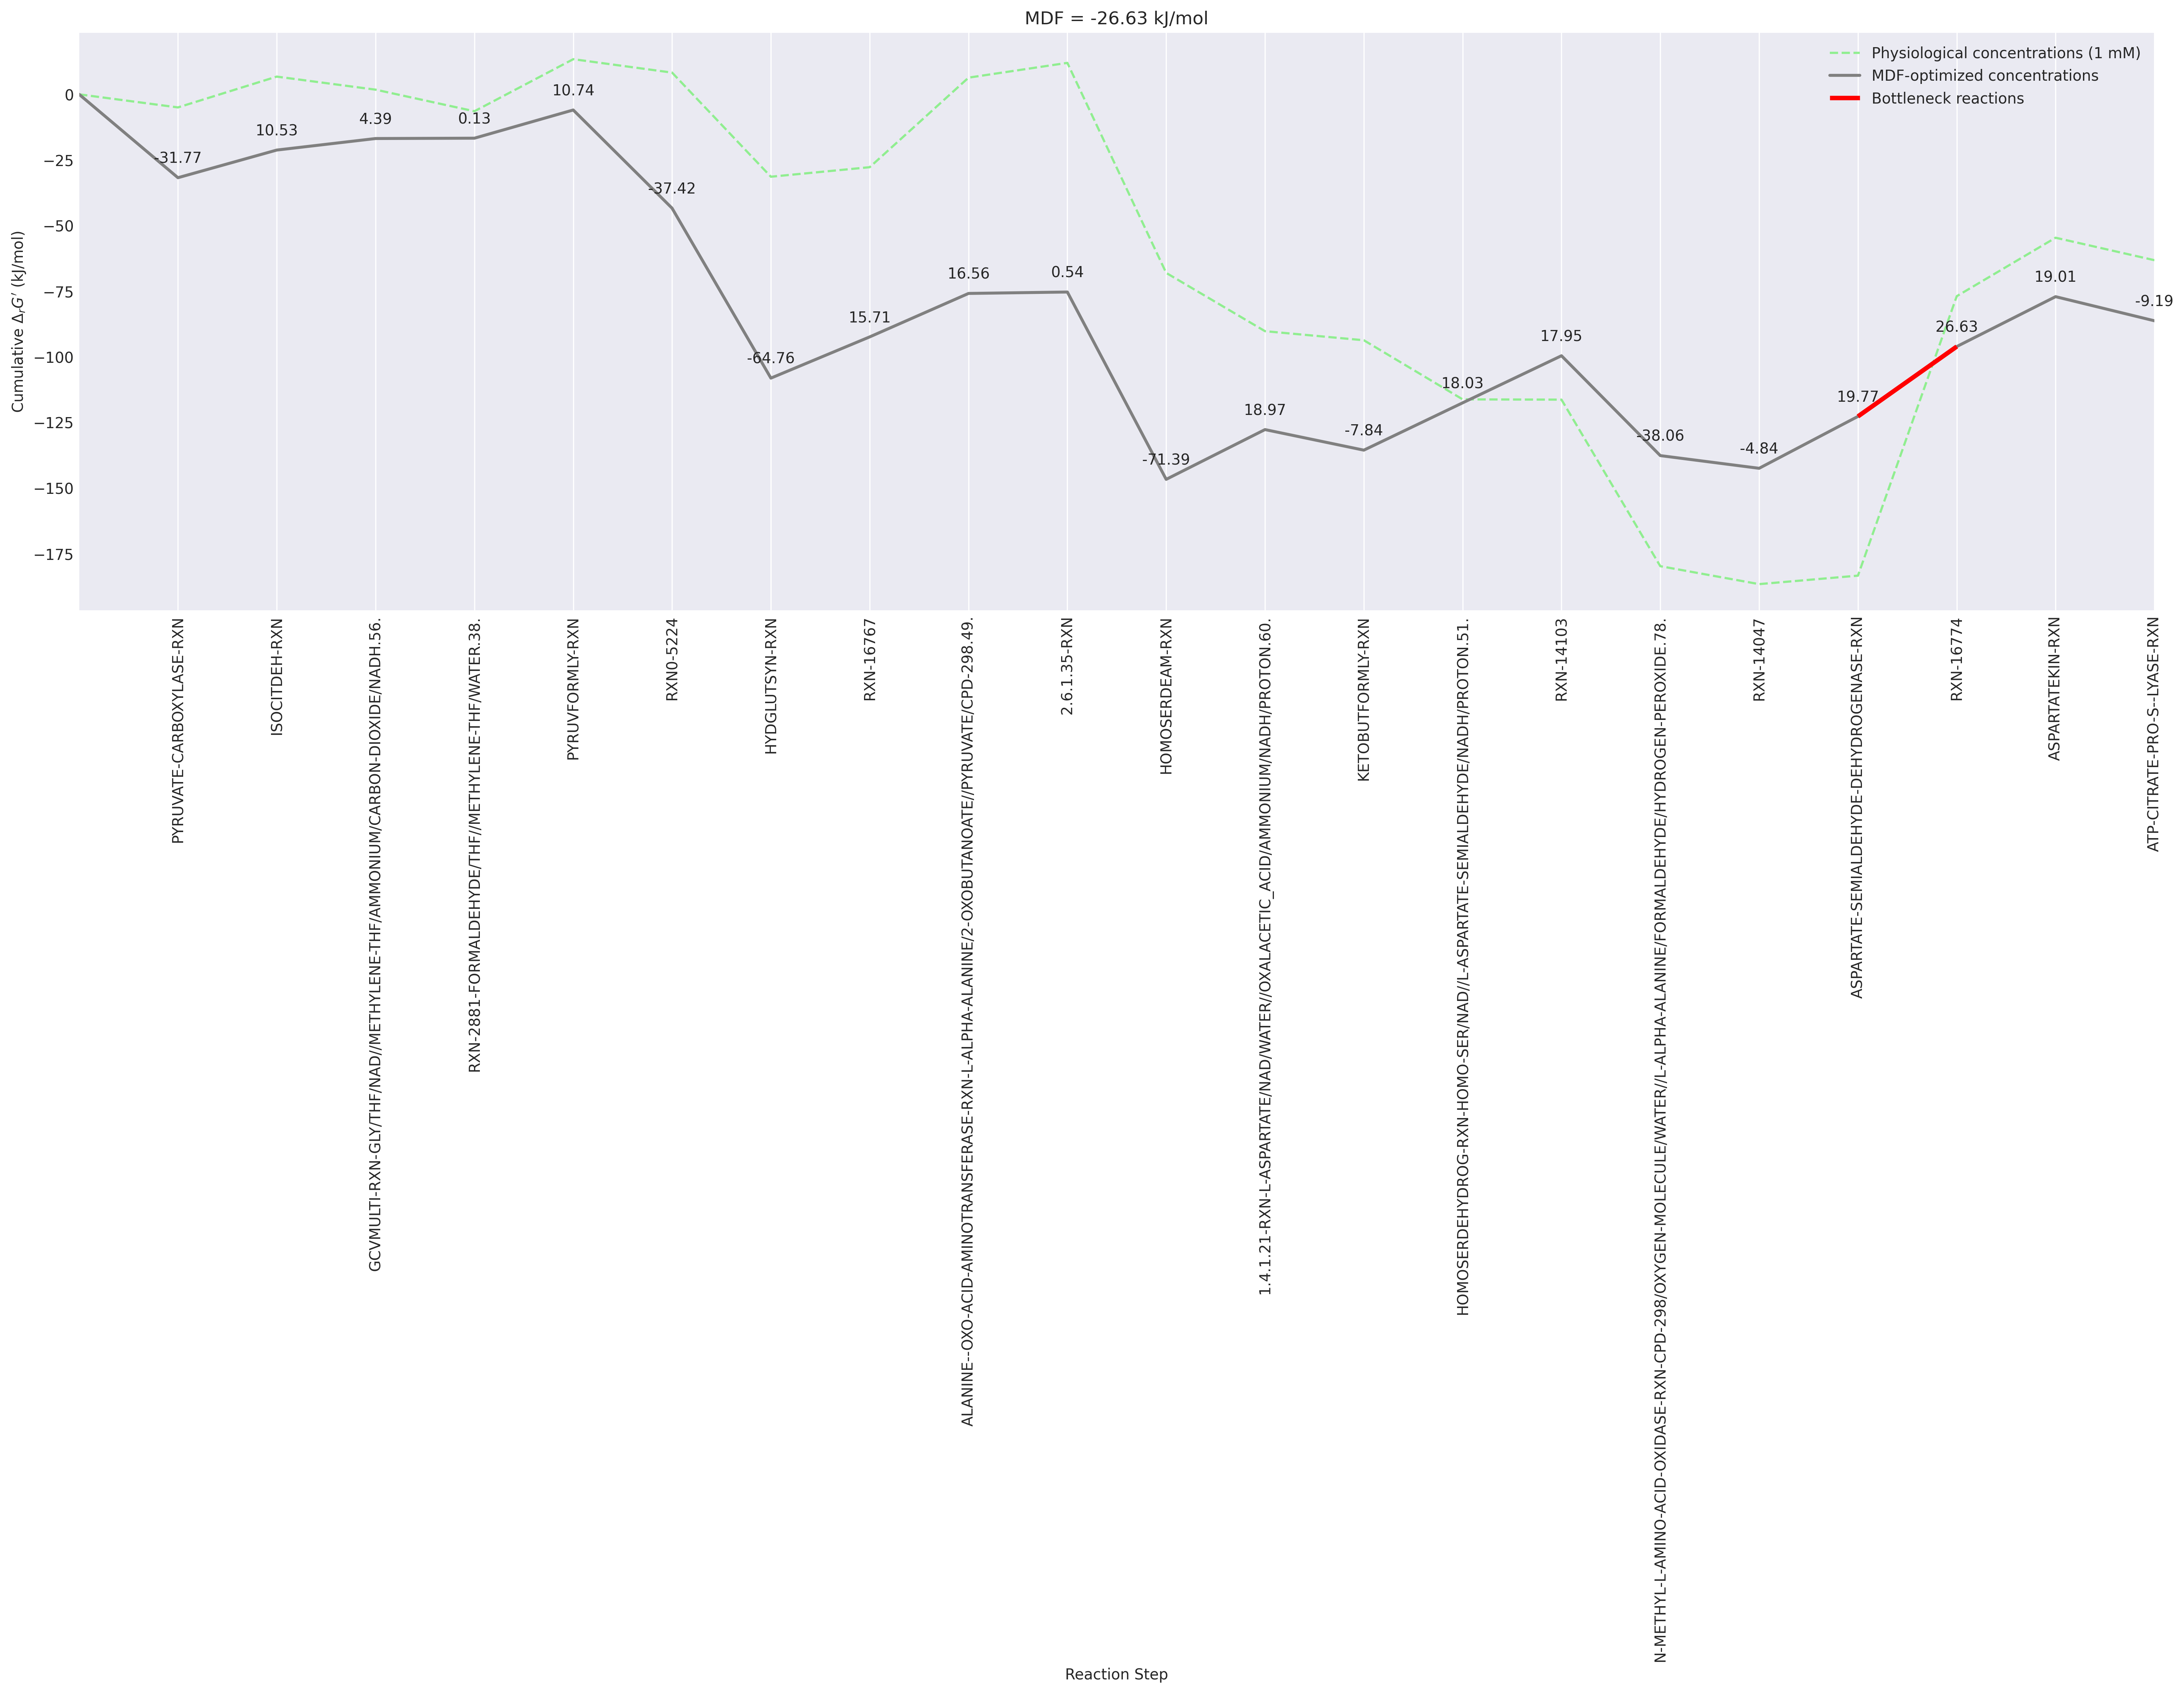 MDF = -26.63 kJ/mol
Physiological concentrations (1 mM)
MDF-optimized concentrations
Bottleneck reactions
Cumulative ΔrG′ (kJ/mol)
0
−25
−50
−75
−100
−125
−150
−175
-31.77
10.53
4.39
0.13
10.74
-37.42
-64.76
15.71
16.56
0.54
-71.39
18.97
-7.84
18.03
17.95
-38.06
-4.84
19.77
26.63
19.01
-9.19
PYRUVATE-CARBOXYLASE-RXN
ISOCITDEH-RXN
GCVMULTI-RXN-GLY/THF/NAD//METHYLENE-THF/AMMONIUM/CARBON-DIOXIDE/NADH.56.
RXN-2881-FORMALDEHYDE/THF//METHYLENE-THF/WATER.38.
PYRUVFORMLY-RXN
RXN0-5224
HYDGLUTSYN-RXN
RXN-16767
ALANINE--OXO-ACID-AMINOTRANSFERASE-RXN-L-ALPHA-ALANINE/2-OXOBUTANOATE//PYRUVATE/CPD-298.49.
2.6.1.35-RXN
HOMOSERDEAM-RXN
1.4.1.21-RXN-L-ASPARTATE/NAD/WATER//OXALACETIC_ACID/AMMONIUM/NADH/PROTON.60.
KETOBUTFORMLY-RXN
HOMOSERDEHYDROG-RXN-HOMO-SER/NAD//L-ASPARTATE-SEMIALDEHYDE/NADH/PROTON.51.
RXN-14103
N-METHYL-L-AMINO-ACID-OXIDASE-RXN-CPD-298/OXYGEN-MOLECULE/WATER//L-ALPHA-ALANINE/FORMALDEHYDE/HYDROGEN-PEROXIDE.78.
RXN-14047
ASPARTATE-SEMIALDEHYDE-DEHYDROGENASE-RXN
RXN-16774
ASPARTATEKIN-RXN
ATP-CITRATE-PRO-S--LYASE-RXN
Reaction Step